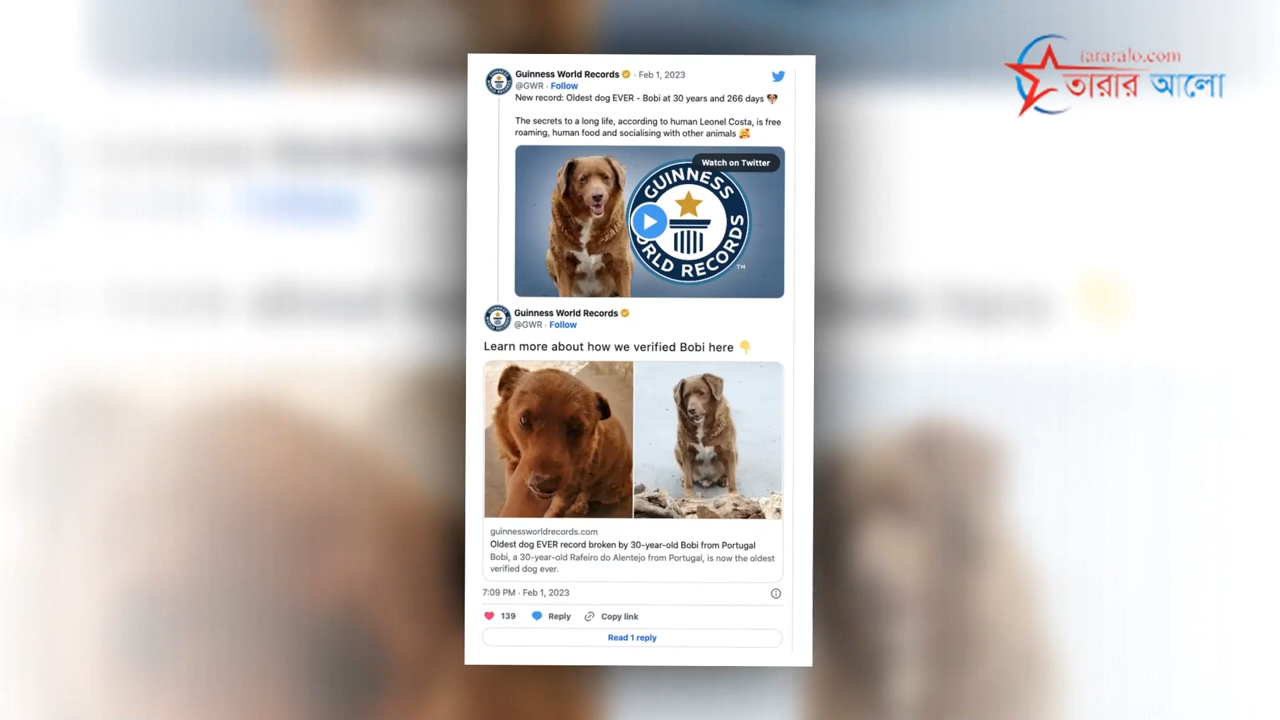 tararalo.com
তারার আলো
Guinness World Records · Feb 1, 2023
@GWR · Follow
New record: Oldest dog EVER - Bobi at 30 years and 266 days
The secrets to a long life, according to human Leonel Costa, is free
roaming, human food and socialising with other animals
Watch on Twitter
GUINNESS
WORLD RECORDS
TM
Guinness World Records
@GWR · Follow
Learn more about how we verified Bobi here 👇
guinnessworldrecords.com
Oldest dog EVER record broken by 30-year-old Bobi from Portugal
Bobi, a 30-year-old Rafeiro do Alentejo from Portugal, is now the oldest
verified dog ever.
7:09 PM · Feb 1, 2023
139 Reply Copy link
Read 1 reply